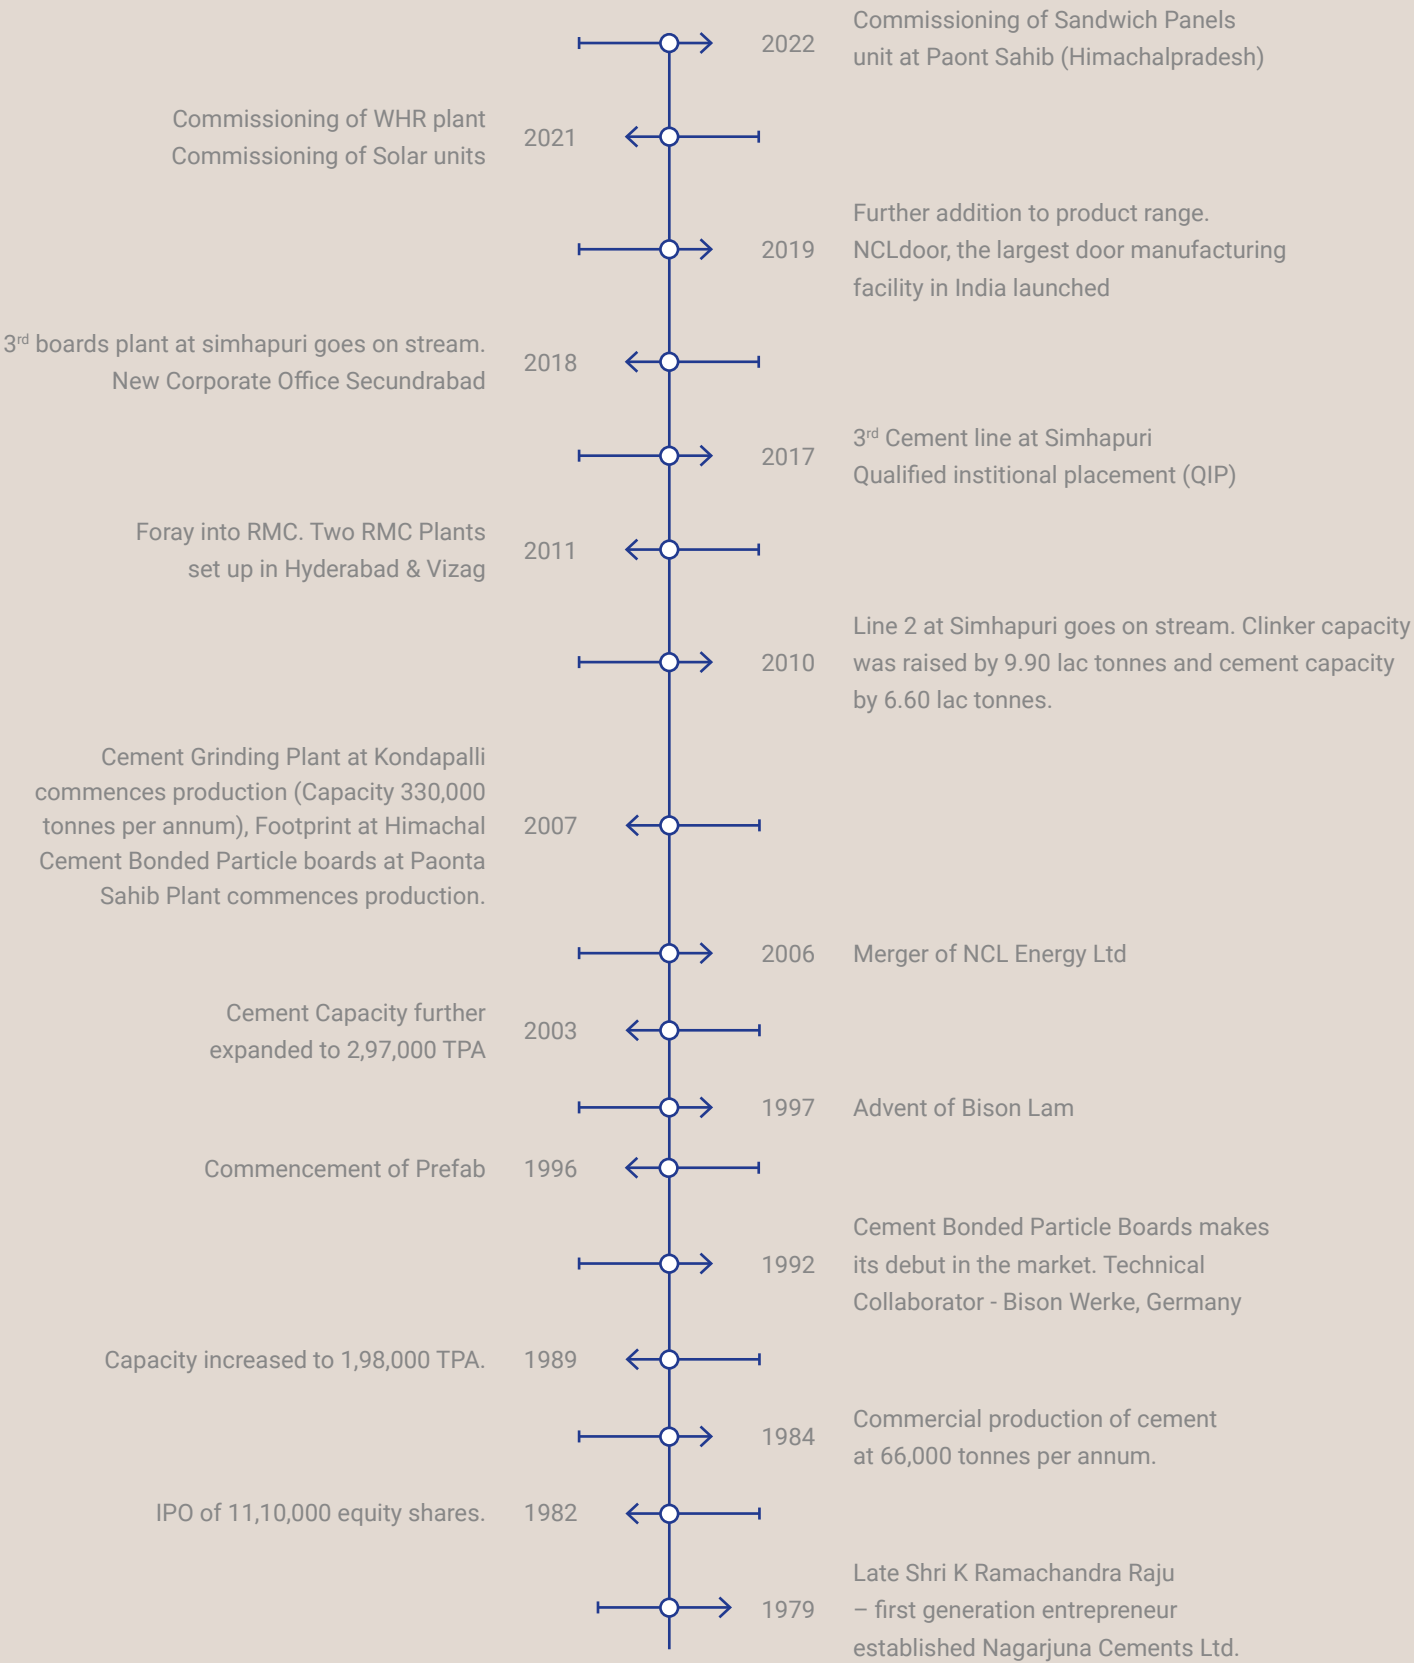 2022
Commissioning of Sandwich Panels
unit at Paont Sahib (Himachalpradesh)
Commissioning of WHR plant
Commissioning of Solar units
2021
2019
Further addition to product range.
NCLdoor, the largest door manufacturing
facility in India launched
3rd boards plant at simhapuri goes on stream.
New Corporate Office Secundrabad
2018
2017
3rd Cement line at Simhapuri
Qualified institional placement (QIP)
Foray into RMC. Two RMC Plants
set up in Hyderabad & Vizag
2011
2010
Line 2 at Simhapuri goes on stream. Clinker capacity
was raised by 9.90 lac tonnes and cement capacity
by 6.60 lac tonnes.
Cement Grinding Plant at Kondapalli
commences production (Capacity 330,000
tonnes per annum), Footprint at Himachal
Cement Bonded Particle boards at Paonta
Sahib Plant commences production.
2007
2006
Merger of NCL Energy Ltd
Cement Capacity further
expanded to 2,97,000 TPA
2003
1997
Advent of Bison Lam
Commencement of Prefab
1996
1992
Cement Bonded Particle Boards makes
its debut in the market. Technical
Collaborator - Bison Werke, Germany
Capacity increased to 1,98,000 TPA.
1989
1984
Commercial production of cement
at 66,000 tonnes per annum.
IPO of 11,10,000 equity shares.
1982
1979
Late Shri K Ramachandra Raju
– first generation entrepreneur
established Nagarjuna Cements Ltd.